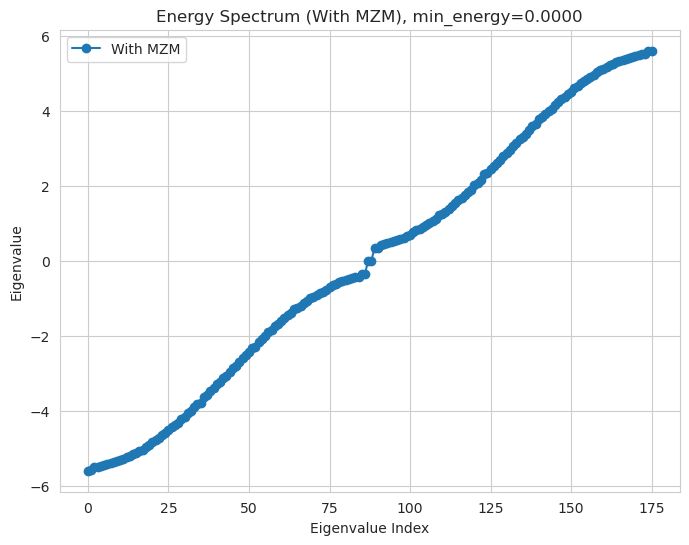 Energy Spectrum (With MZM), min_energy=0.0000
With MZM
6
4
2
0
−2
−4
−6
Eigenvalue
0 25 50 75 100 125 150 175
Eigenvalue Index